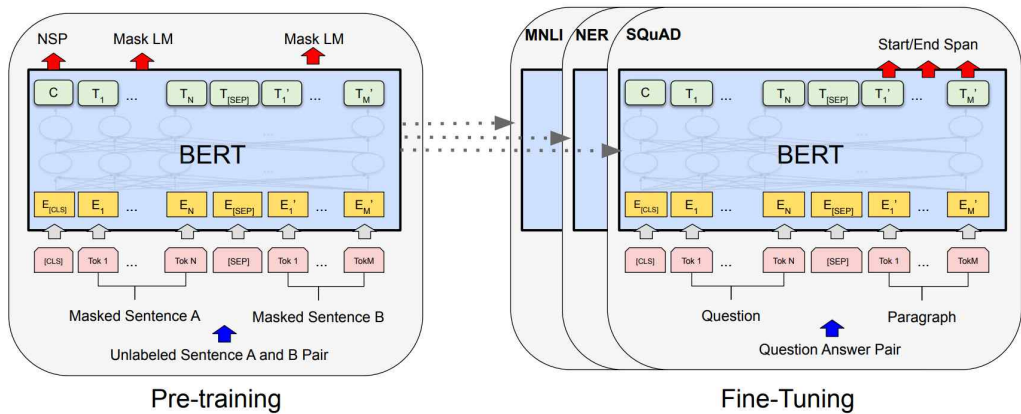 NSP Mask LM Mask LM
C T1 ... TN T[SEP] T1' ... TM'
...
...
BERT
E[CLS] E1 ... EN E[SEP] E1' ... EM'
[CLS] Tok 1 ... Tok N [SEP] Tok 1 ... TokM
Masked Sentence A Masked Sentence B
Unlabeled Sentence A and B Pair
Pre-training
MNLI NER SQuAD
Start/End Span
C T1 ... TN T[SEP] T1' ... TM'
...
...
BERT
E[CLS] E1 ... EN E[SEP] E1' ... EM'
[CLS] Tok 1 ... Tok N [SEP] Tok 1 ... TokM
Question Paragraph
Question Answer Pair
Fine-Tuning